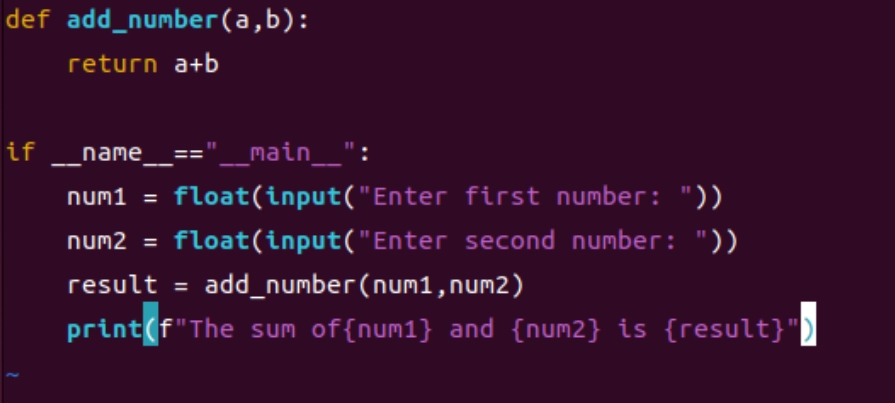 def add_number(a,b):
    return a+b

if __name__=="__main__":
    num1 = float(input("Enter first number: "))
    num2 = float(input("Enter second number: "))
    result = add_number(num1,num2)
    print(f"The sum of{num1} and {num2} is {result}")
~